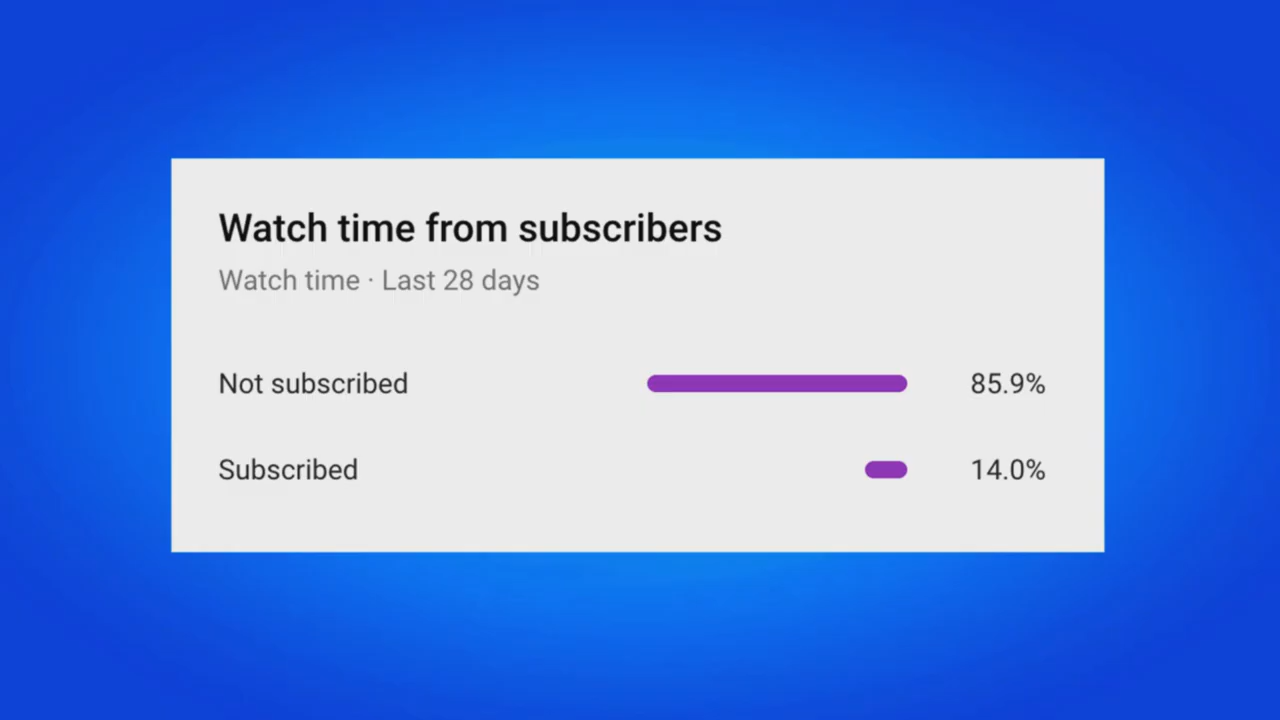 Watch time from subscribers
Watch time · Last 28 days
Not subscribed 85.9%
Subscribed 14.0%